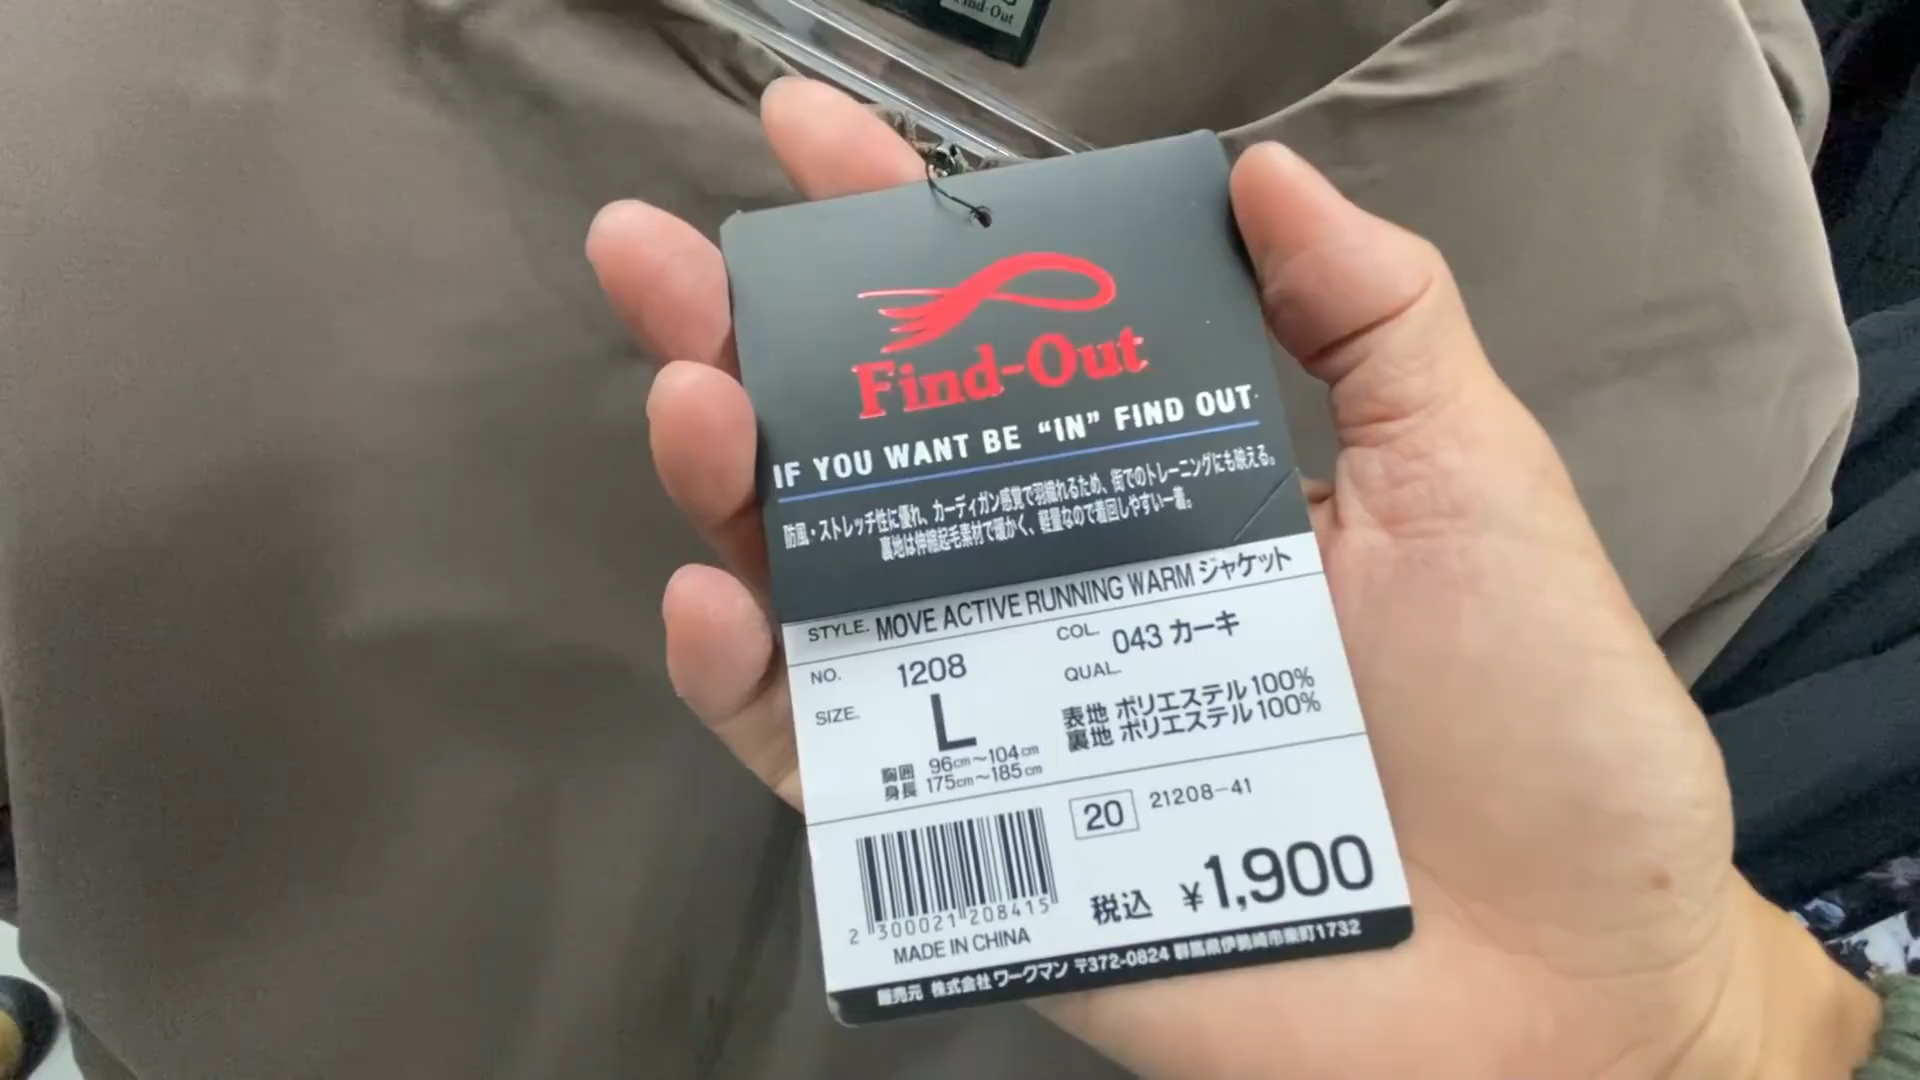 Find-Out
Find-Out
IF YOU WANT BE “IN” FIND OUT
防風・ストレッチ性に優れ、カーディガン感覚で羽織れるため、街でのトレーニングにも映える。
裏地は伸縮起毛素材で暖かく、軽量なので着回しやすい一着。
STYLE. MOVE ACTIVE RUNNING WARM ジャケット
NO. 1208
COL. 043 カーキ
SIZE. L
胸囲 96cm～104cm
身長 175cm～185cm
QUAL.
表地 ポリエステル100%
裏地 ポリエステル100%
20 21208-41
2 300021 208415
税込 ¥1,900
MADE IN CHINA
販売元 株式会社 ワークマン 〒372-0824 群馬県伊勢崎市柴町1732